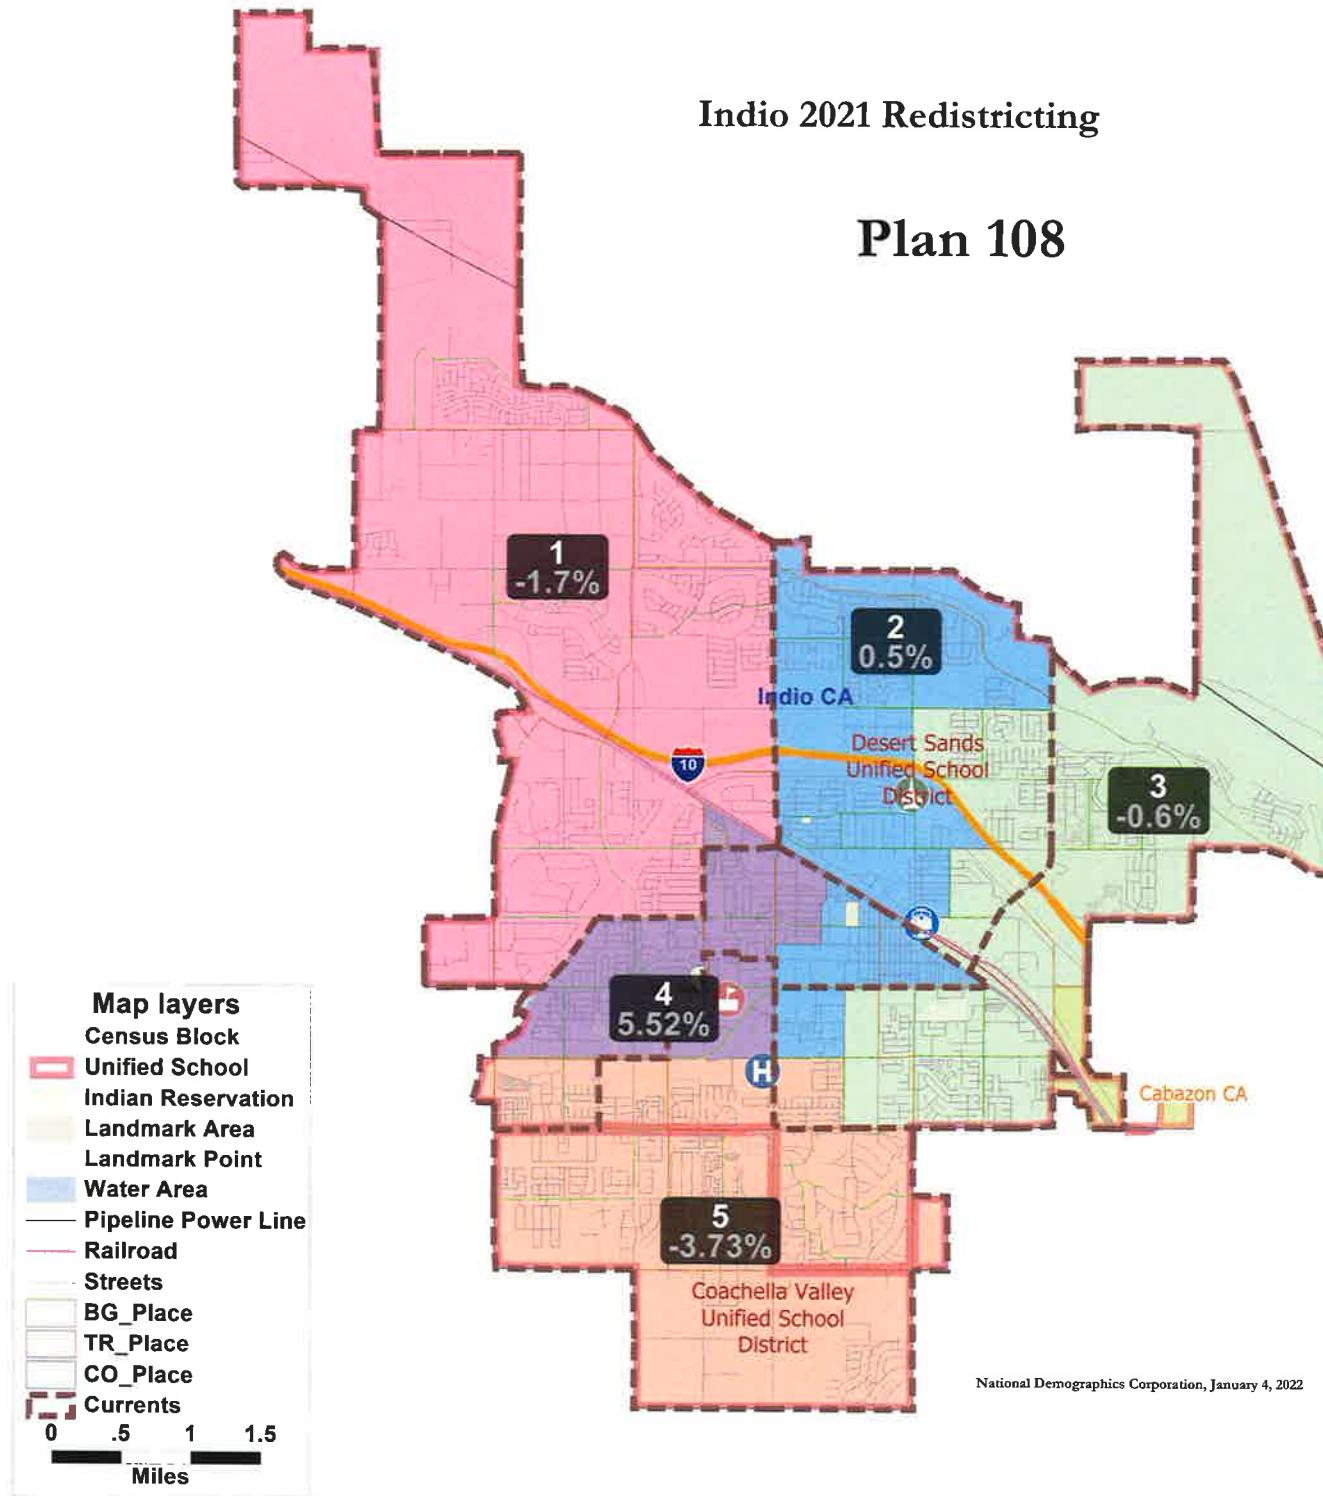 Indio 2021 Redistricting
Plan 108
1
-1.7%
2
0.5%
Indio CA
Desert Sands
Unified School
District
10
3
-0.6%
4
5.52%
H
Cabazon CA
5
-3.73%
Coachella Valley
Unified School
District
Map layers
Census Block
Unified School
Indian Reservation
Landmark Area
Landmark Point
Water Area
Pipeline Power Line
Railroad
Streets
BG_Place
TR_Place
CO_Place
Currents
0 .5 1 1.5
Miles
National Demographics Corporation, January 4, 2022